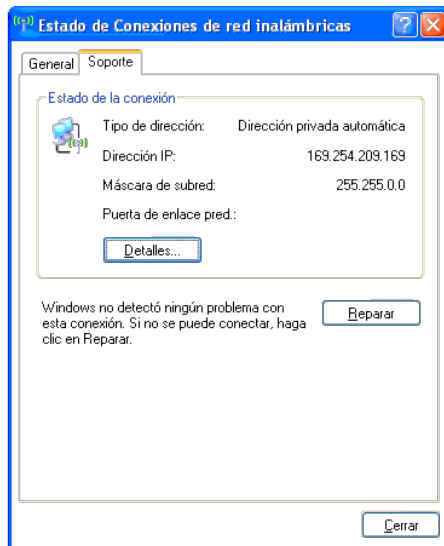 Estado de Conexiones de red inalámbricas
General Soporte
Estado de la conexión
Tipo de dirección: Dirección privada automática
Dirección IP: 169.254.209.169
Máscara de subred: 255.255.0.0
Puerta de enlace pred.:
Detalles...
Windows no detectó ningún problema con
esta conexión. Si no se puede conectar, haga
clic en Reparar.
Reparar
Cerrar